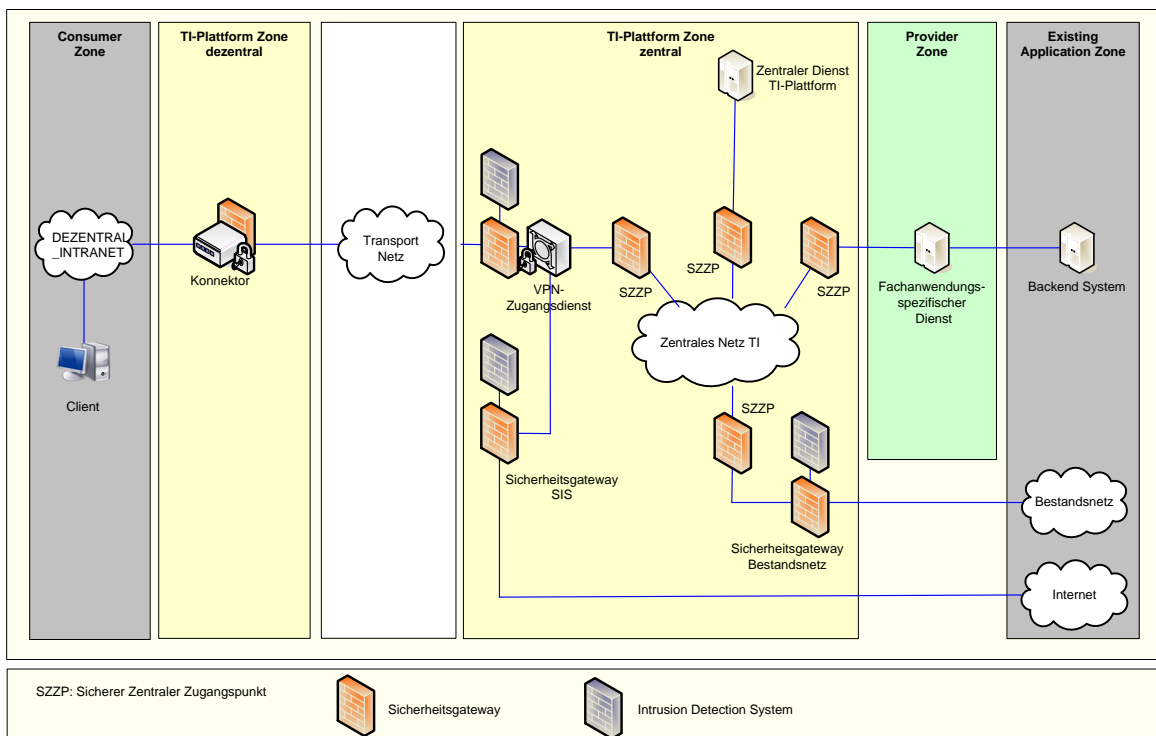 Consumer
Zone
TI-Plattform Zone
dezentral
TI-Plattform Zone
zentral
Provider
Zone
Existing
Application Zone
Zentraler Dienst
TI-Plattform
DEZENTRAL
_INTRANET
Konnektor
Transport
Netz
VPN-
Zugangsdienst
SZZP
SZZP
SZZP
Fachanwendungs-
spezifischer
Dienst
Backend System
Zentrales Netz TI
Client
SZZP
Sicherheitsgateway
SIS
Sicherheitsgateway
Bestandsnetz
Bestandsnetz
Internet
SZZP: Sicherer Zentraler Zugangspunkt
Sicherheitsgateway
Intrusion Detection System